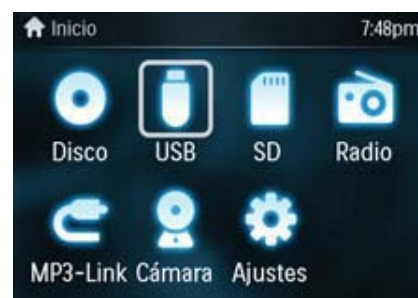 Inicio 7:48pm
Disco USB SD Radio
MP3-Link Cámara Ajustes